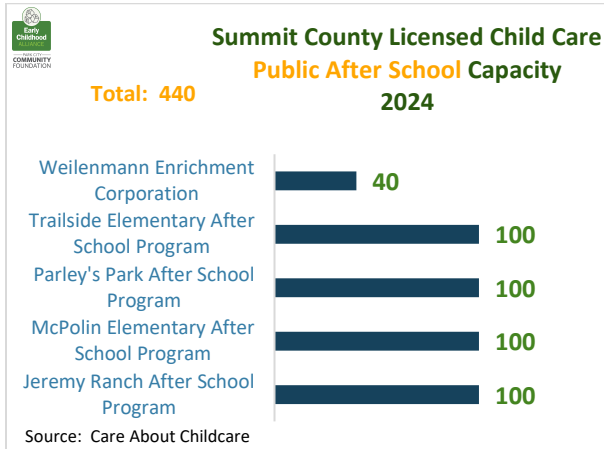 Early
Childhood
ALLIANCE
PARK CITY
COMMUNITY
FOUNDATION
Summit County Licensed Child Care
Public After School Capacity
2024
Total: 440
Weilenmann Enrichment
Corporation
40
Trailside Elementary After
School Program
100
Parley's Park After School
Program
100
McPolin Elementary After
School Program
100
Jeremy Ranch After School
Program
100
Source: Care About Childcare